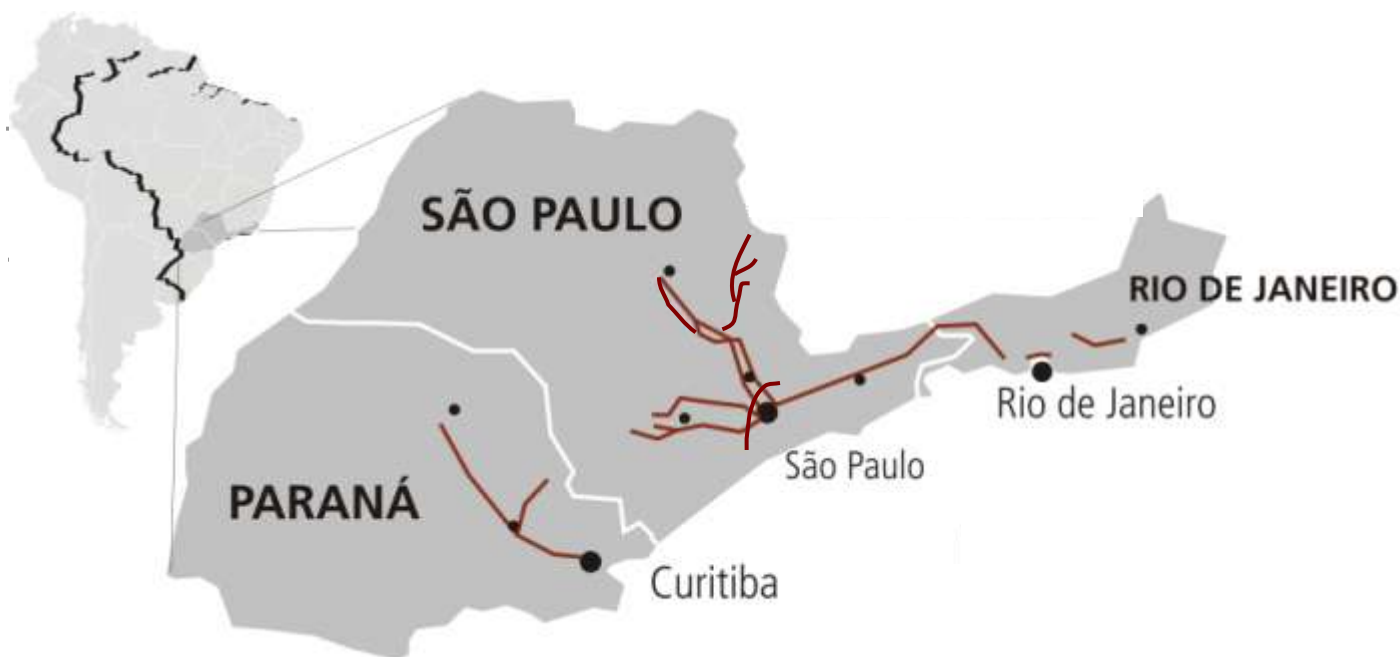 SÃO PAULO
RIO DE JANEIRO
Rio de Janeiro
São Paulo
PARANÁ
Curitiba